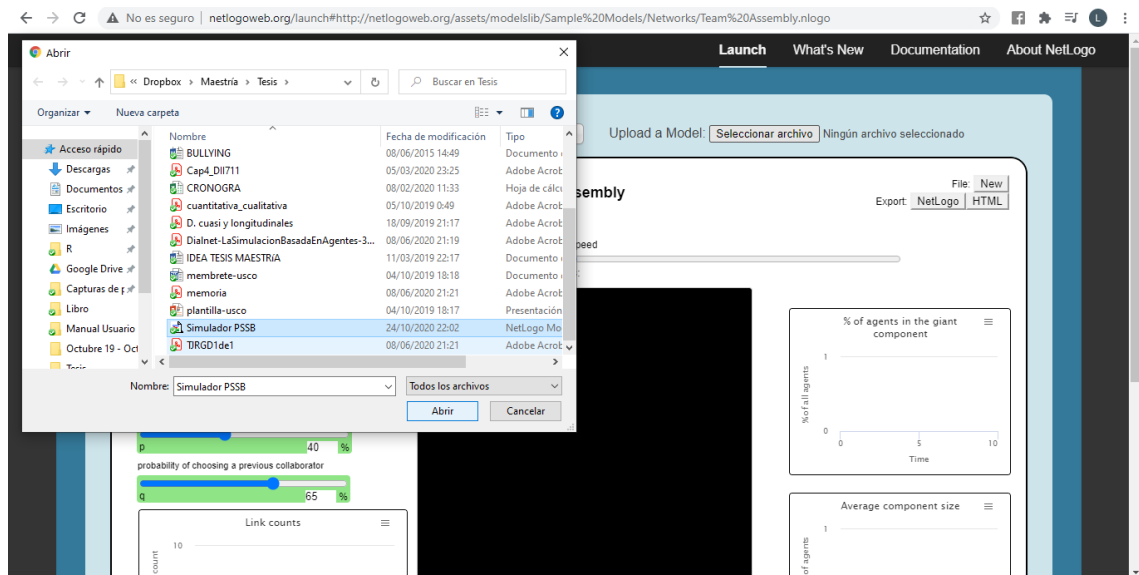 No es seguro | netlogoweb.org/launch#http://netlogoweb.org/assets/modelslib/Sample%20Models/Networks/Team%20Assembly.nlogo
L
Abrir
Launch What's New Documentation About NetLogo
« Dropbox > Maestría > Tesis >
Buscar en Tesis
Organizar Nueva carpeta
Upload a Model: Seleccionar archivo Ningún archivo seleccionado
Nombre Fecha de modificación Tipo
Acceso rápido
Descargas
Documentos
Escritorio
Imágenes
R
Google Drive
Capturas de
Libro
Manual Usuario
Octubre 19 - Oct
Tesis
BULLYING 08/06/2015 14:49 Documento
Cap4_DII711 05/03/2020 23:25 Adobe Acrob
CRONOGRA 08/02/2020 11:33 Hoja de cálcu
cuantitativa_cualitativa 05/10/2019 0:49 Adobe Acrob
D. cuasi y longitudinales 18/09/2019 21:17 Adobe Acrob
Dialnet-LaSimulacionBasadaEnAgentes-3... 08/06/2020 21:19 Adobe Acrob
IDEA TESIS MAESTRíA 11/03/2019 22:17 Documento
membrete-usco 04/10/2019 18:18 Documento
memoria 08/06/2020 21:21 Adobe Acrob
plantilla-usco 04/10/2019 18:17 Presentación
Simulador PSSB 24/10/2020 22:02 NetLogo Mo
TJRGD1de1 08/06/2020 21:21 Adobe Acrob
Nombre: Simulador PSSB Todos los archivos
Abrir Cancelar
sembly
File: New
Export: NetLogo HTML
peed
p 40 %
probability of choosing a previous collaborator
q 65 %
Link counts
10
count
% of agents in the giant
component
% of all agents
1
0
0 5 10
Time
Average component size
1
of agents